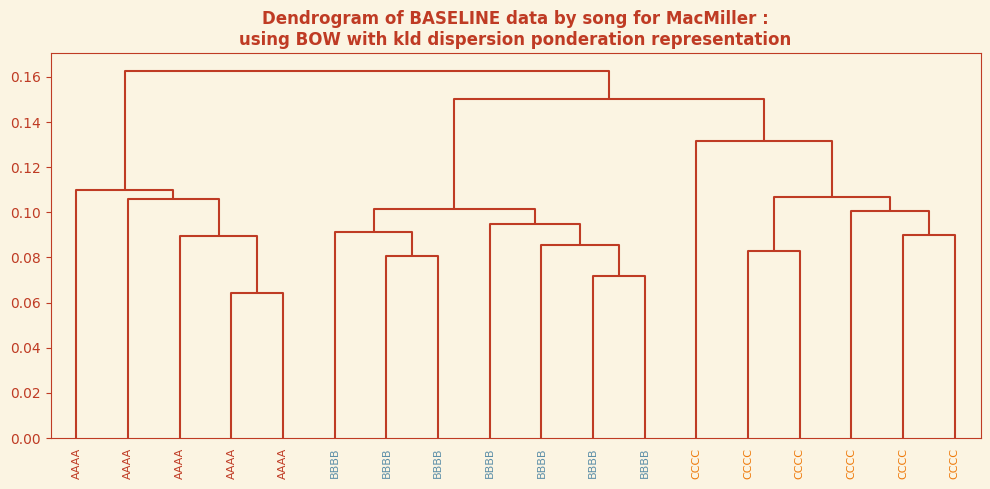 Dendrogram of BASELINE data by song for MacMiller :
using BOW with kld dispersion ponderation representation
0.16
0.14
0.12
0.10
0.08
0.06
0.04
0.02
0.00
AAAA
AAAA
AAAA
AAAA
AAAA
BBBB
BBBB
BBBB
BBBB
BBBB
BBBB
BBBB
CCCC
CCCC
CCCC
CCCC
CCCC
CCCC